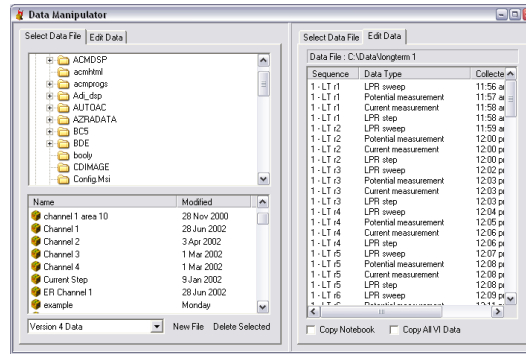 Data Manipulator
Select Data File Edit Data
ACMDSP
acmhtml
acmprogs
Adi_dsp
AUTOAC
AZRADATA
BC5
BDE
booly
CDIMAGE
Config.Msi
Name Modified
channel 1 area 10 28 Nov 2000
Channel 1 28 Jun 2002
Channel 2 3 Apr 2002
Channel 3 1 Mar 2002
Channel 4 1 Mar 2002
Current Step 9 Jan 2002
ER Channel 1 28 Jun 2002
example Monday
Version 4 Data New File Delete Selected
Select Data File Edit Data
Data File : C:\Data\longterm 1
Sequence Data Type Collecte
1 - LT r1 LPR sweep 11:56 a
1 - LT r1 Potential measurement 11:57 a
1 - LT r1 Current measurement 11:58 a
1 - LT r1 LPR step 11:58 a
1 - LT r2 LPR sweep 11:59 a
1 - LT r2 Potential measurement 12:00 p
1 - LT r2 Current measurement 12:00 p
1 - LT r2 LPR step 12:00 p
1 - LT r3 LPR sweep 12:02 p
1 - LT r3 Potential measurement 12:03 p
1 - LT r3 Current measurement 12:03 p
1 - LT r3 LPR step 12:03 p
1 - LT r4 LPR sweep 12:04 p
1 - LT r4 Potential measurement 12:05 p
1 - LT r4 Current measurement 12:06 p
1 - LT r4 LPR step 12:06 p
1 - LT r5 LPR sweep 12:07 p
1 - LT r5 Potential measurement 12:08 p
1 - LT r5 Current measurement 12:08 p
1 - LT r5 LPR step 12:08 p
1 - LT r6 LPR sweep 12:09 p
Copy Notebook Copy All VI Data